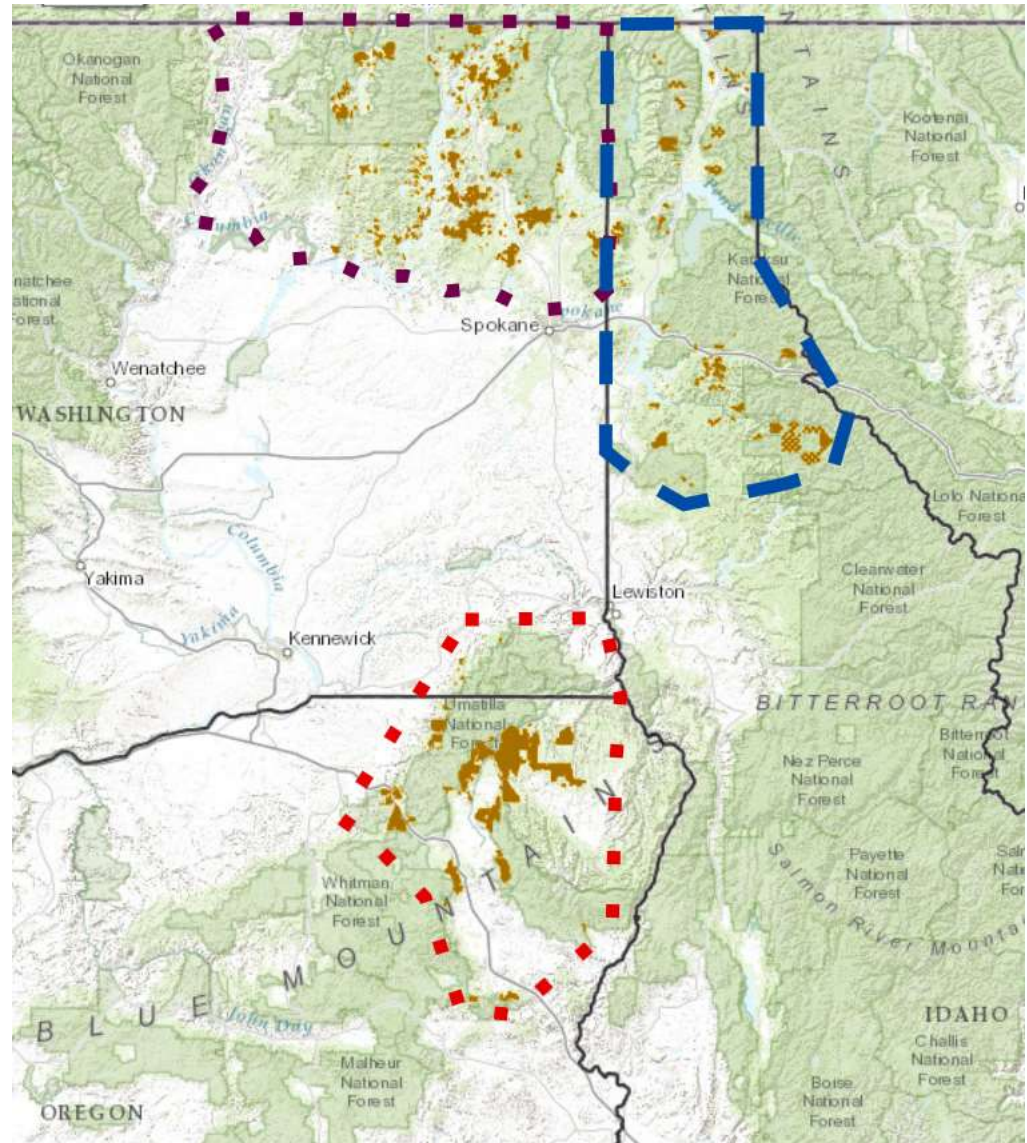 Okanogan
National
Forest
Kootenai
National
Forest
Columbia
Kaniksu
National
Forest
National
Forest
Spokane
Wenatchee
WASHINGTON
Lolo National
Forest
Columbia
Yakima
Clearwater
National
Forest
Lewiston
Yakima
Kennewick
Umatilla
National
Forest
BITTERROOT RAN
Bitterroot
National
Forest
Nez Perce
National
Forest
Payette
National
Forest
Salmon River Mountain
Whitman
National
Forest
BLUE MOUNTAINS
John Day
IDAHO
Challis
National
Forest
Malheur
National
Forest
Boise
National
Forest
OREGON